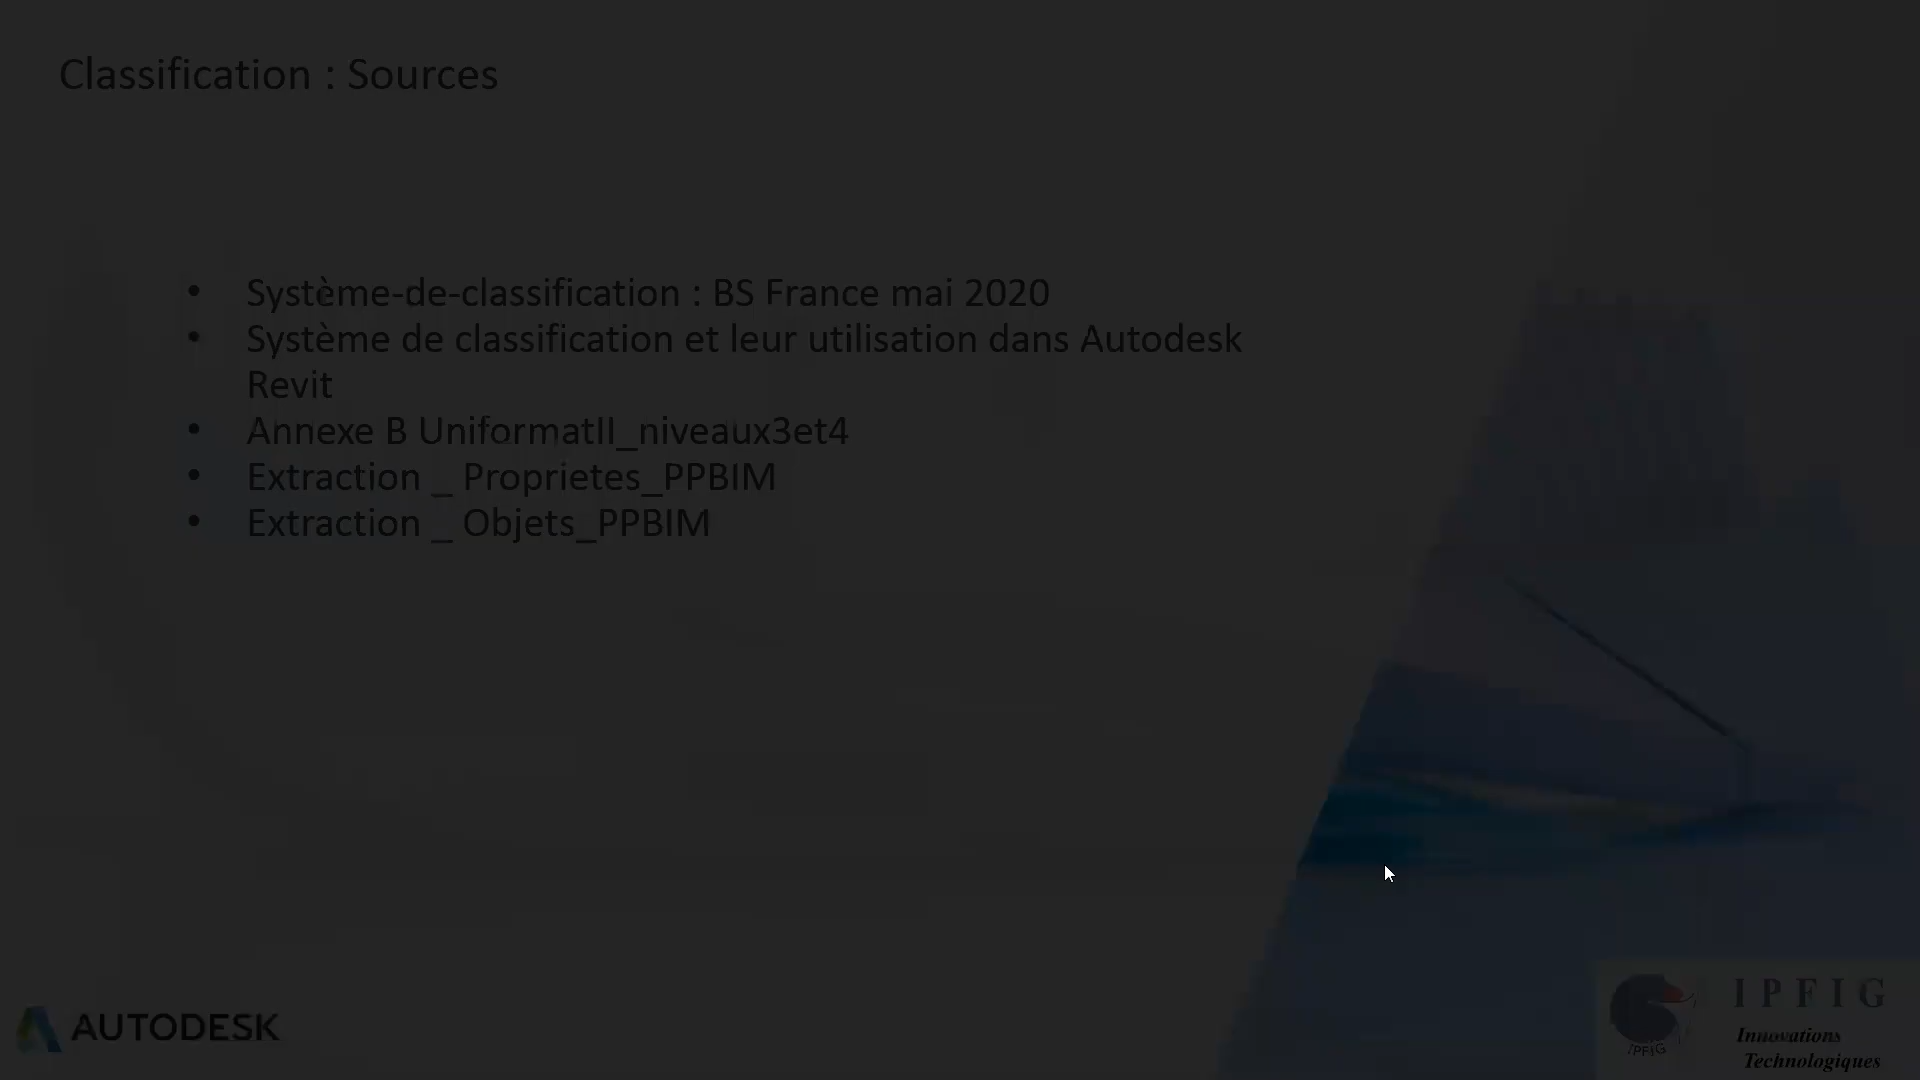 Classification : Sources
• Système-de-classification : BS France mai 2020
• Système de classification et leur utilisation dans Autodesk
Revit
• Annexe B UniformatII_niveaux3et4
• Extraction _ Proprietes_PPBIM
• Extraction _ Objets_PPBIM
AUTODESK
IPFIG
IPFIG
Innovations
Technologiques